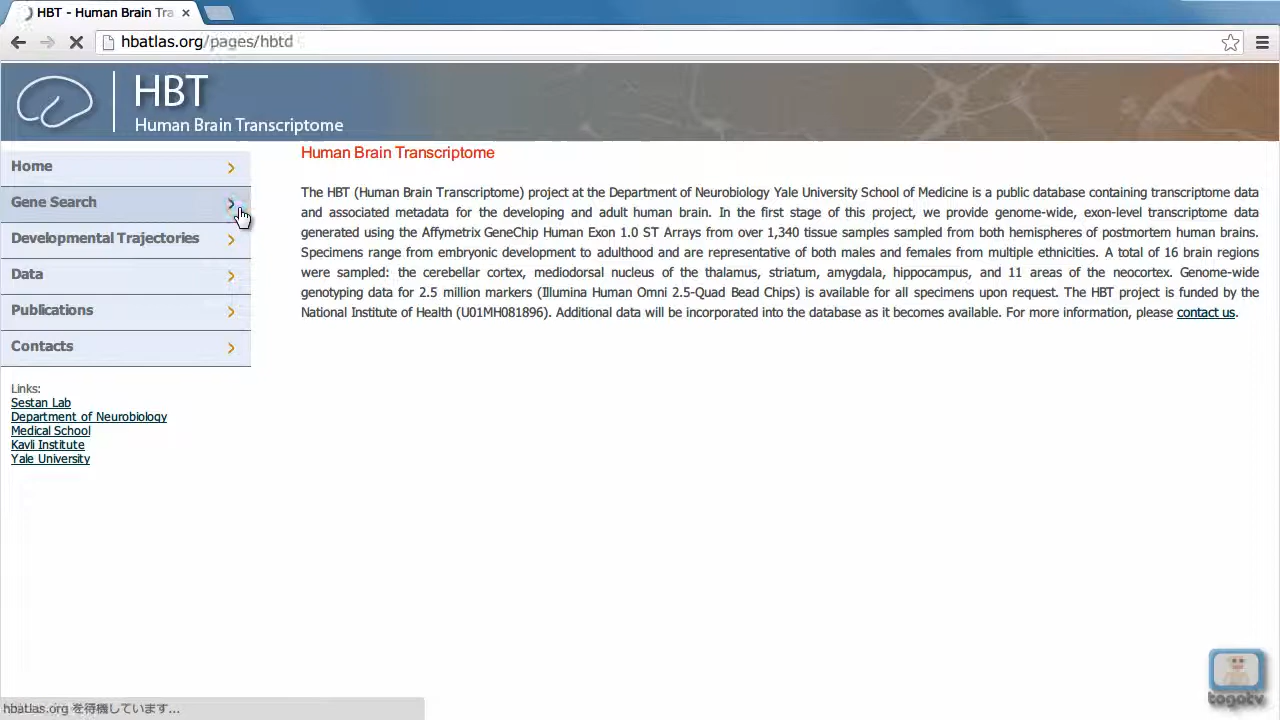 HBT - Human Brain Tra
hbatlas.org/pages/hbtd
HBT
Human Brain Transcriptome
Home
Gene Search
Developmental Trajectories
Data
Publications
Contacts
Links:
Sestan Lab
Department of Neurobiology
Medical School
Kavli Institute
Yale University
Human Brain Transcriptome
The HBT (Human Brain Transcriptome) project at the Department of Neurobiology Yale University School of Medicine is a public database containing transcriptome data
and associated metadata for the developing and adult human brain. In the first stage of this project, we provide genome-wide, exon-level transcriptome data
generated using the Affymetrix GeneChip Human Exon 1.0 ST Arrays from over 1,340 tissue samples sampled from both hemispheres of postmortem human brains.
Specimens range from embryonic development to adulthood and are representative of both males and females from multiple ethnicities. A total of 16 brain regions
were sampled: the cerebellar cortex, mediodorsal nucleus of the thalamus, striatum, amygdala, hippocampus, and 11 areas of the neocortex. Genome-wide
genotyping data for 2.5 million markers (Illumina Human Omni 2.5-Quad Bead Chips) is available for all specimens upon request. The HBT project is funded by the
National Institute of Health (U01MH081896). Additional data will be incorporated into the database as it becomes available. For more information, please contact us.
hbatlas.org を待機しています...
togotv